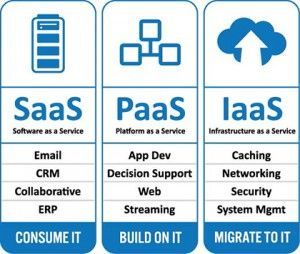 SaaS
Software as a Service
Email
CRM
Collaborative
ERP
CONSUME IT
PaaS
Platform as a Service
App Dev
Decision Support
Web
Streaming
BUILD ON IT
IaaS
Infrastructure as a Service
Caching
Networking
Security
System Mgmt
MIGRATE TO IT